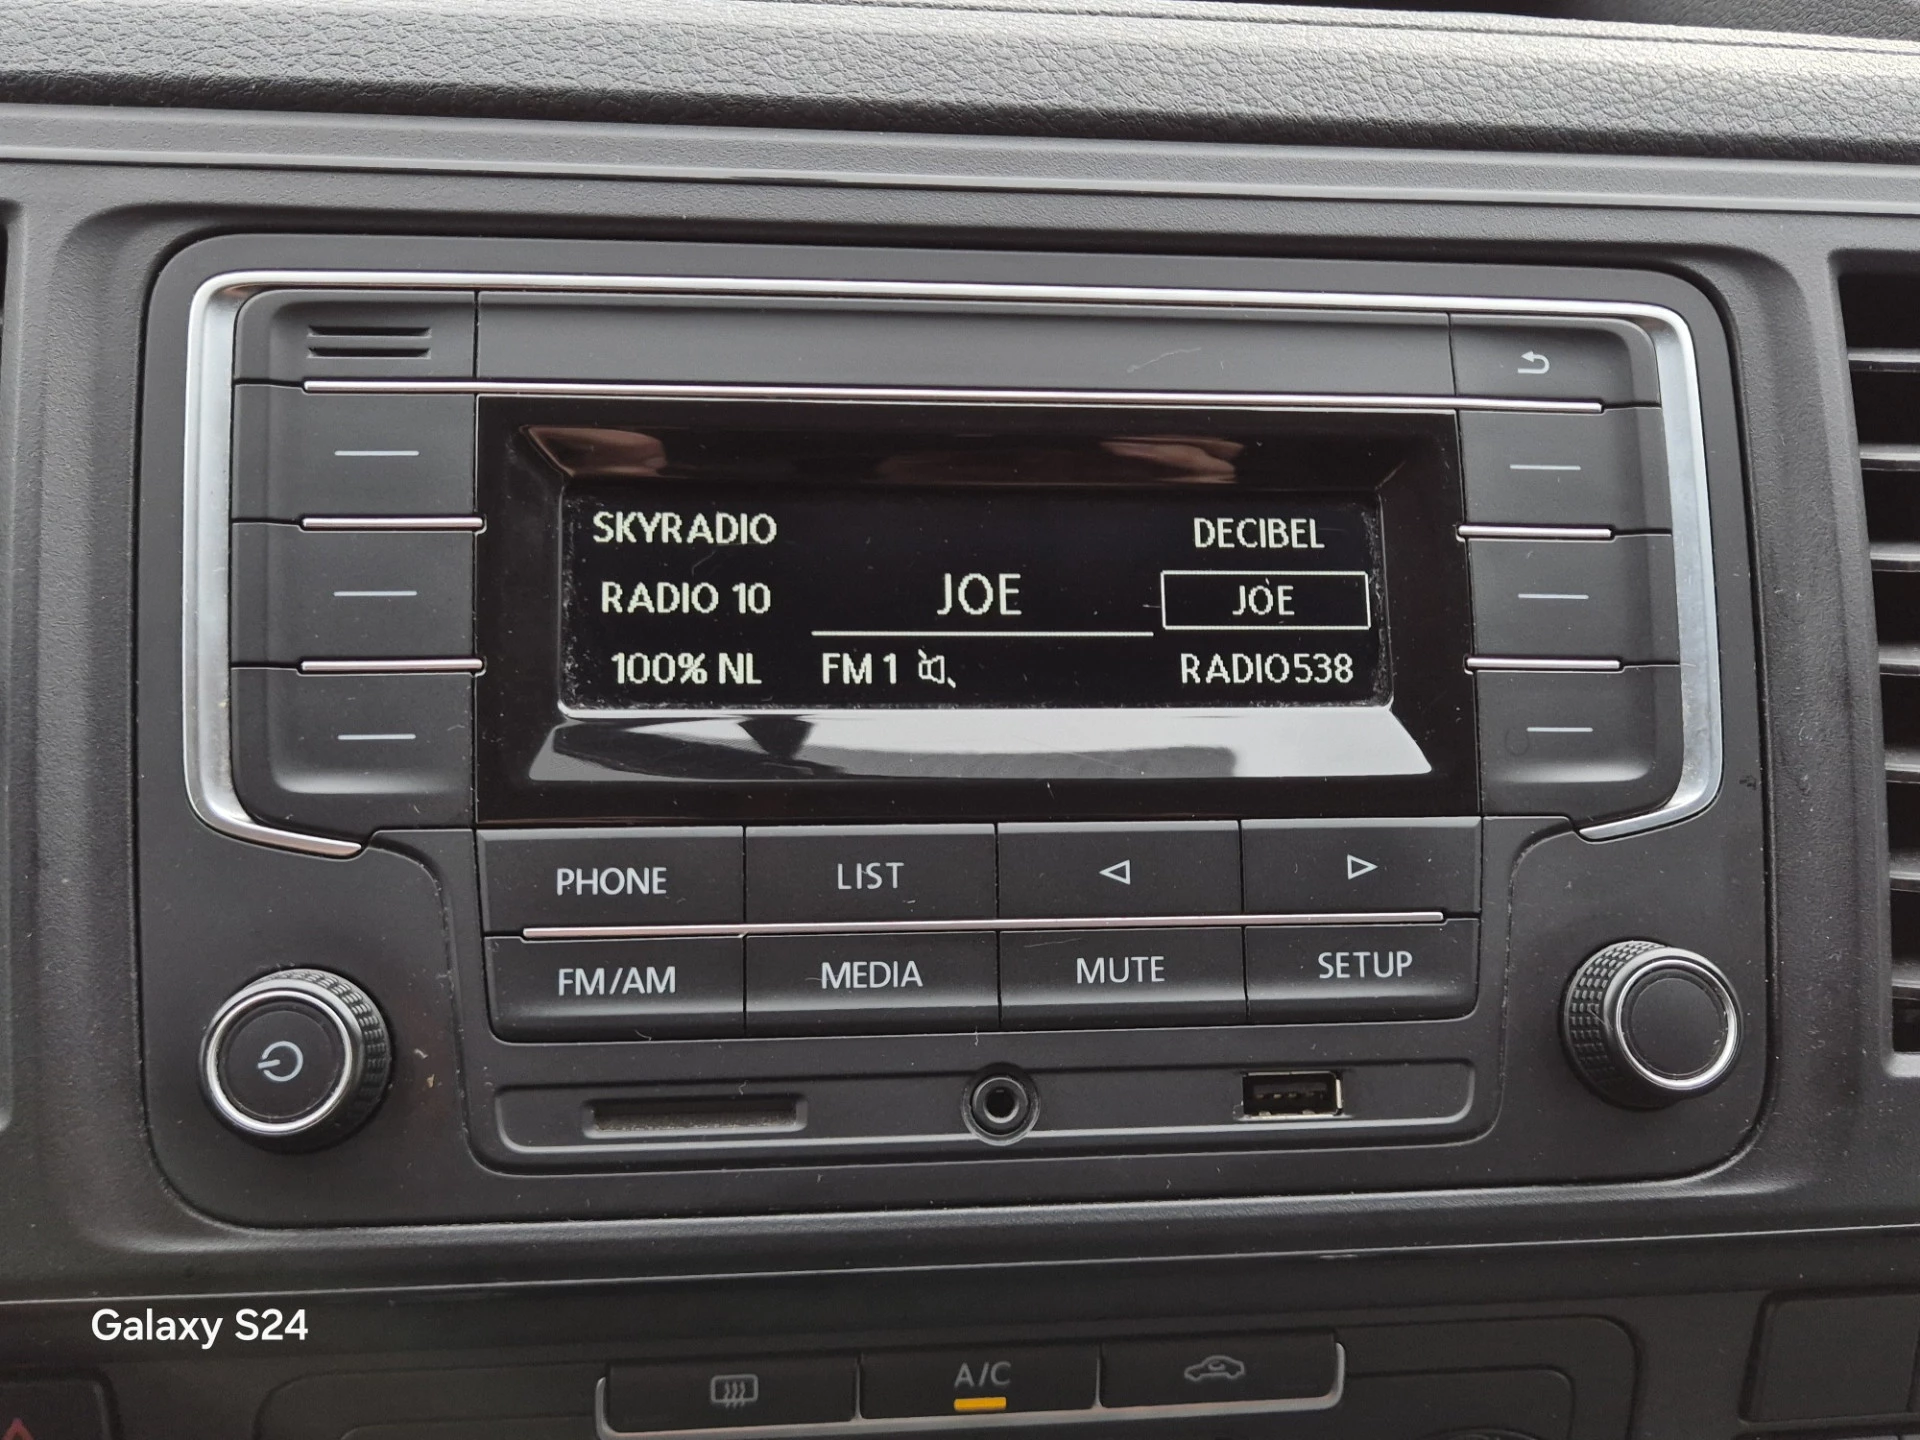 SKYRADIO
DECIBEL
RADIO 10
JOE
JOE
100% NL
FM 1
RADIO538
PHONE
LIST
FM/AM
MEDIA
MUTE
SETUP
Galaxy S24
A/C